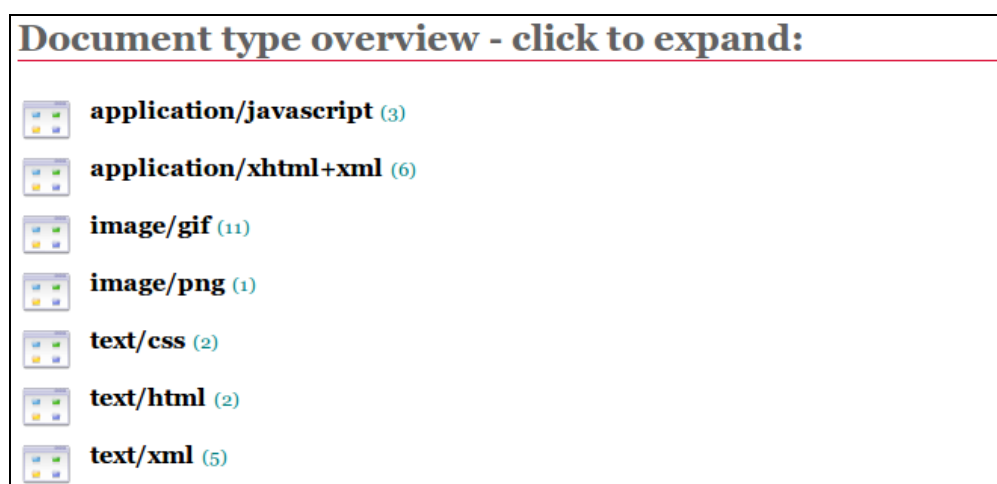 Document type overview - click to expand:
application/javascript (3)
application/xhtml+xml (6)
image/gif (11)
image/png (1)
text/css (2)
text/html (2)
text/xml (5)